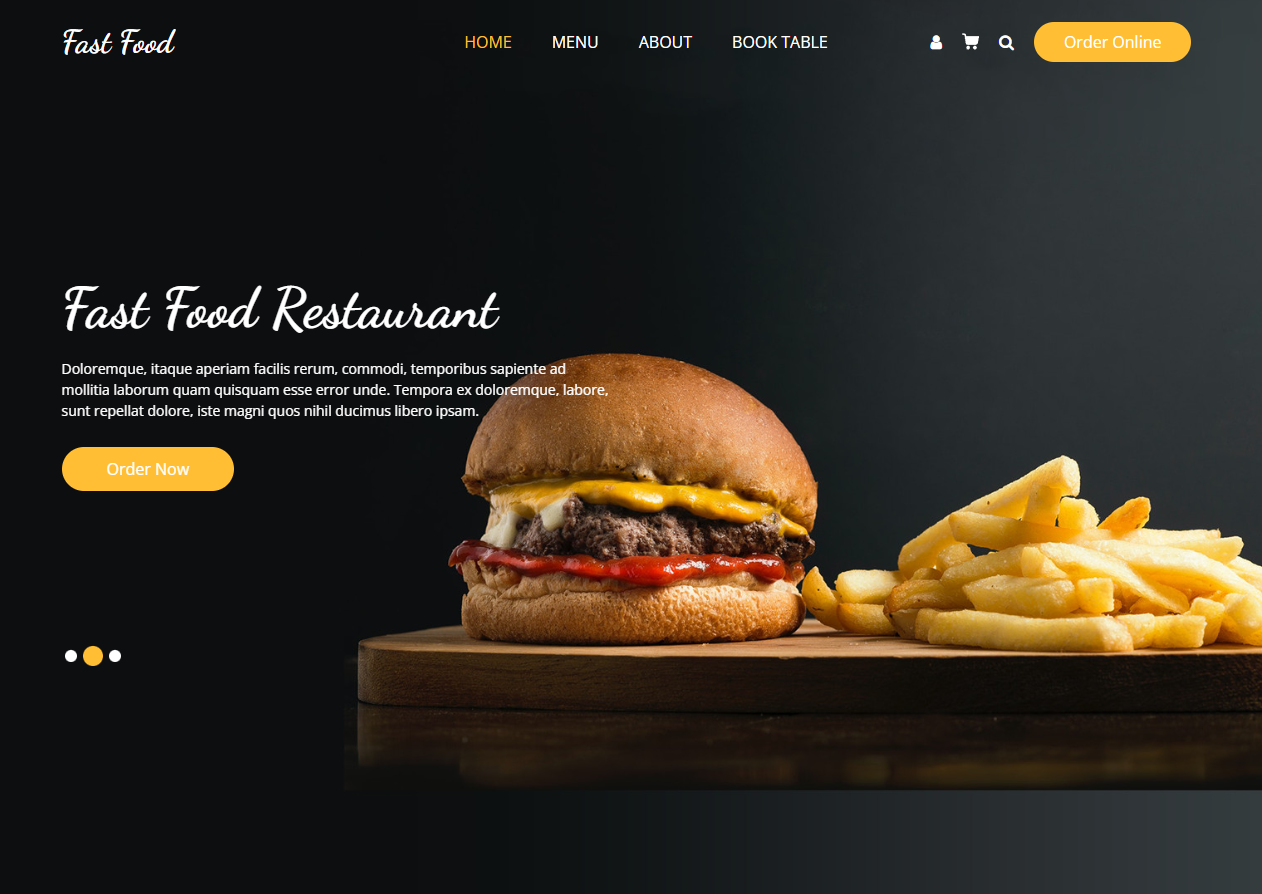 Fast Food
HOME MENU ABOUT BOOK TABLE Order Online
Fast Food Restaurant
Doloremque, itaque aperiam facilis rerum, commodi, temporibus sapiente ad
mollitia laborum quam quisquam esse error unde. Tempora ex doloremque, labore,
sunt repellat dolore, iste magni quos nihil ducimus libero ipsam.
Order Now